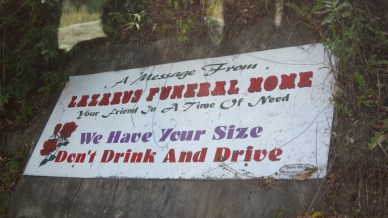 A Message From
LAZARUS FUNERAL HOME
Your Friend In A Time Of Need
We Have Your Size
Don't Drink And Drive